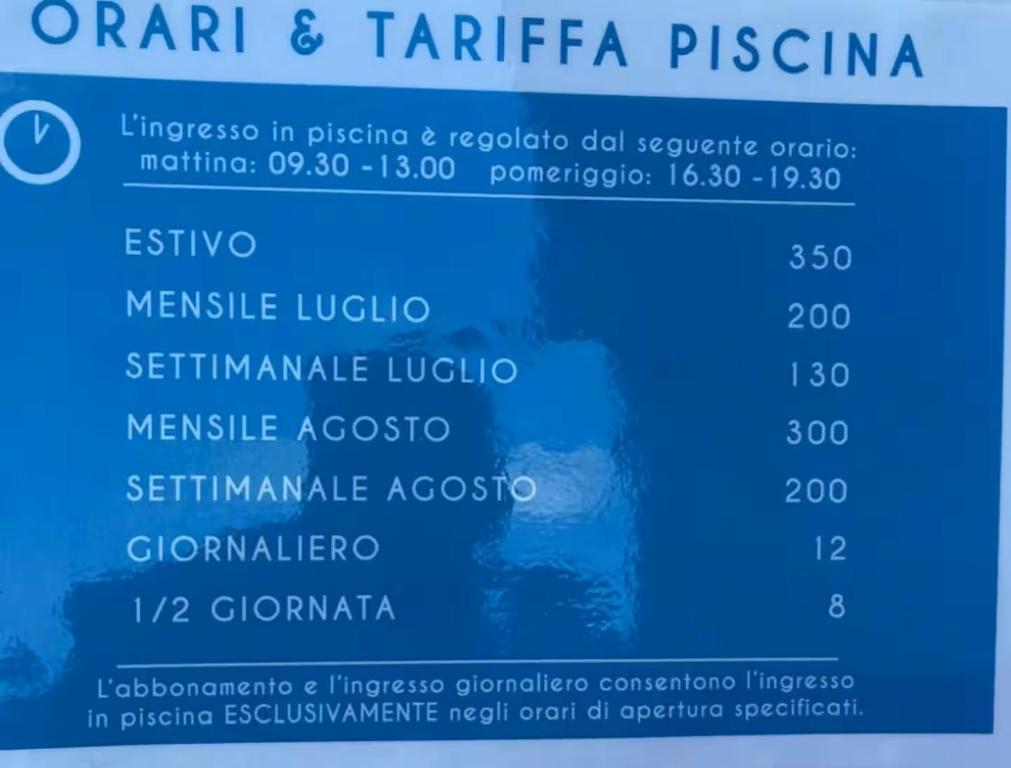 ORARI & TARIFFA PISCINA
L'ingresso in piscina è regolato dal seguente orario:
mattina: 09.30 -13.00 pomeriggio: 16.30 -19.30
ESTIVO 350
MENSILE LUGLIO 200
SETTIMANALE LUGLIO 130
MENSILE AGOSTO 300
SETTIMANALE AGOSTO 200
GIORNALIERO 12
1/2 GIORNATA 8
L'abbonamento e l'ingresso giornaliero consentono l'ingresso
in piscina ESCLUSIVAMENTE negli orari di apertura specificati.